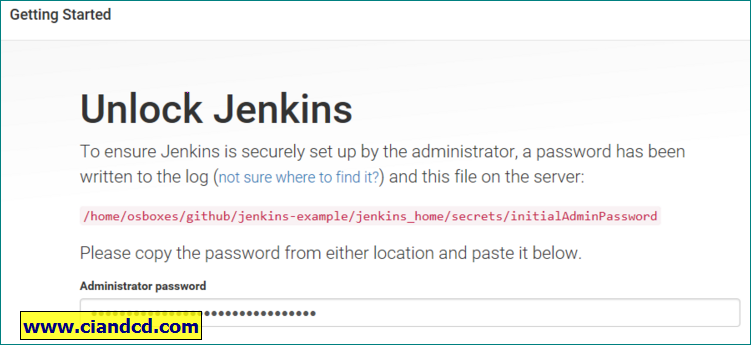 Getting Started
Unlock Jenkins
To ensure Jenkins is securely set up by the administrator, a password has been
written to the log (not sure where to find it?) and this file on the server:
/home/osboxes/github/jenkins-example/jenkins_home/secrets/initialAdminPassword
Please copy the password from either location and paste it below.
Administrator password
www.ciandcd.com